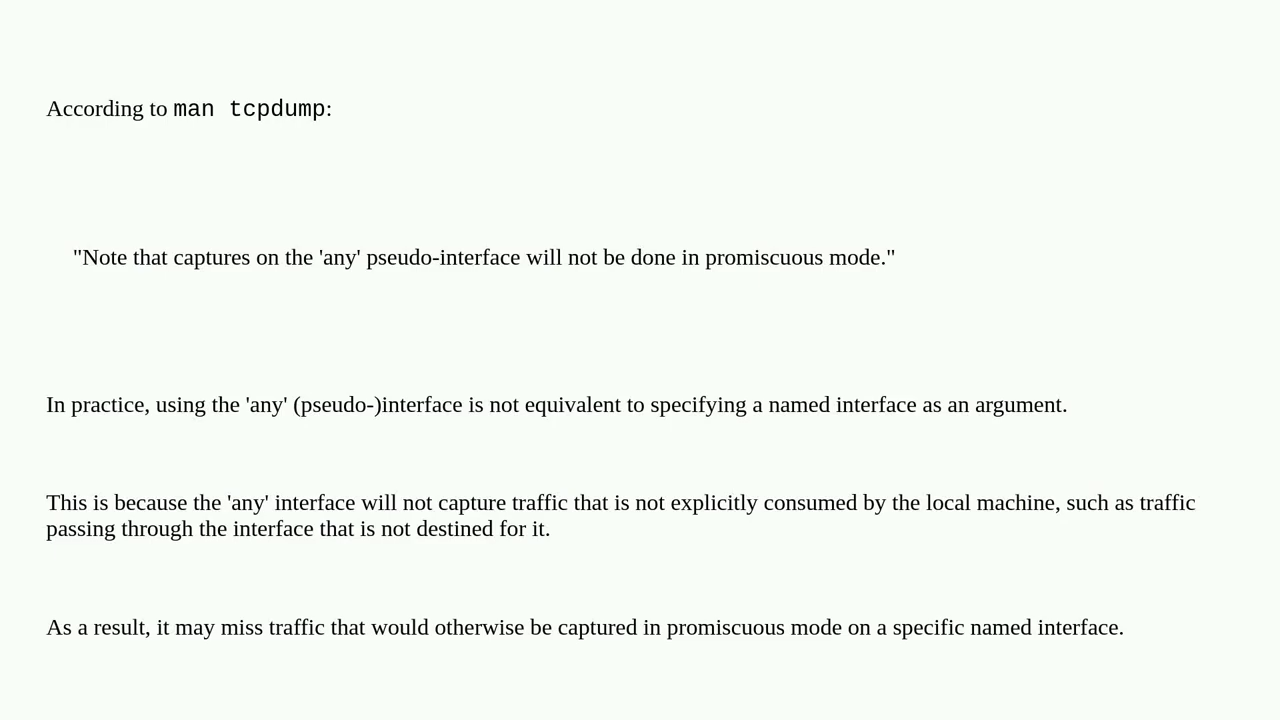 According to man tcpdump:
"Note that captures on the 'any' pseudo-interface will not be done in promiscuous mode."
In practice, using the 'any' (pseudo-)interface is not equivalent to specifying a named interface as an argument.
This is because the 'any' interface will not capture traffic that is not explicitly consumed by the local machine, such as traffic
passing through the interface that is not destined for it.
As a result, it may miss traffic that would otherwise be captured in promiscuous mode on a specific named interface.